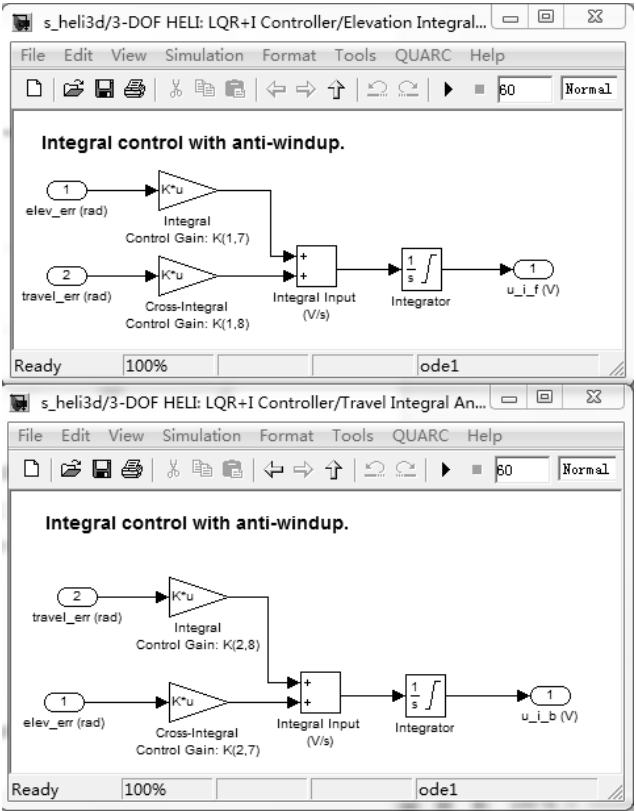 s_heli3d/3-DOF HELI: LQR+I Controller/Elevation Integral...
File Edit View Simulation Format Tools QUARC Help
60 Normal
Integral control with anti-windup.
1
elev_err (rad)
K*u
Integral
Control Gain: K(1,7)
2
travel_err (rad)
K*u
Cross-Integral
Control Gain: K(1,8)
+
+
Integral Input
(V/s)
1
s
Integrator
1
u_i_f (V)
Ready 100% ode1
s_heli3d/3-DOF HELI: LQR+I Controller/Travel Integral An...
File Edit View Simulation Format Tools QUARC Help
60 Normal
Integral control with anti-windup.
2
travel_err (rad)
K*u
Integral
Control Gain: K(2,8)
1
elev_err (rad)
K*u
Cross-Integral
Control Gain: K(2,7)
+
+
Integral Input
(V/s)
1
s
Integrator
1
u_i_b (V)
Ready 100% ode1